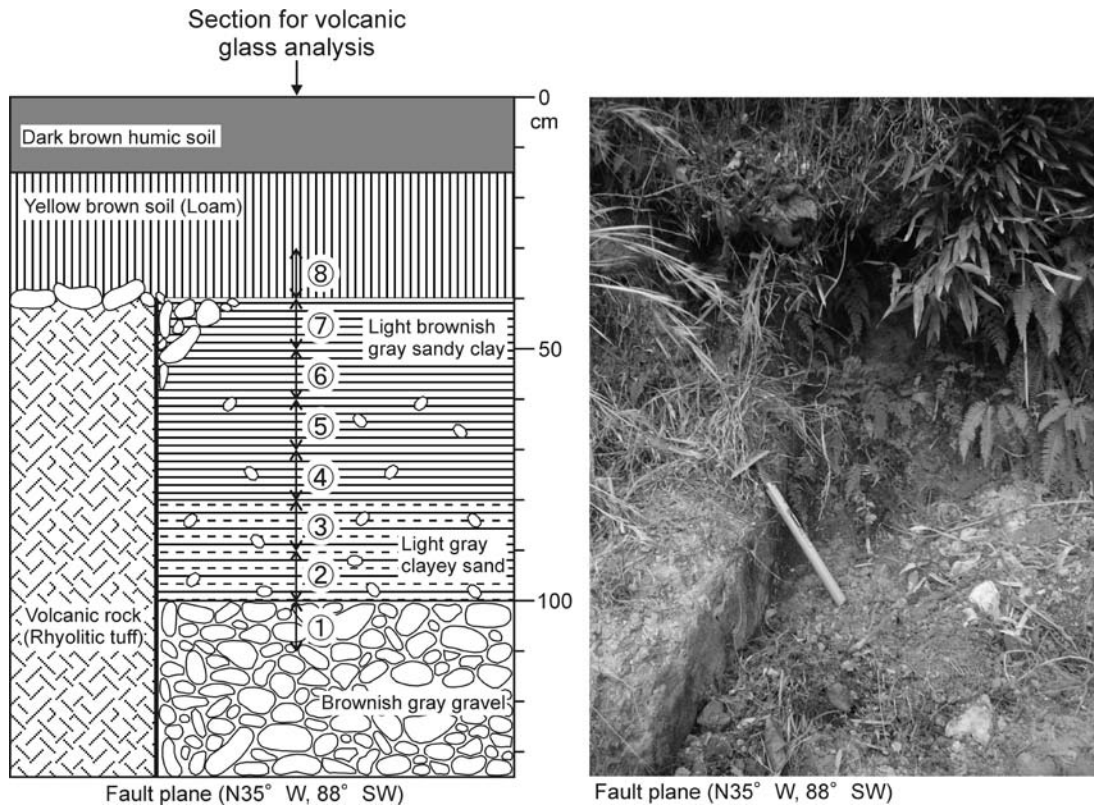 Section for volcanic
glass analysis
0
cm
Dark brown humic soil
Yellow brown soil (Loam)
⑧
⑦
Light brownish
gray sandy clay
50
⑥
⑤
④
③
Light gray
clayey sand
②
100
①
Volcanic rock
(Rhyolitic tuff)
Brownish gray gravel
Fault plane (N35° W, 88° SW)
Fault plane (N35° W, 88° SW)